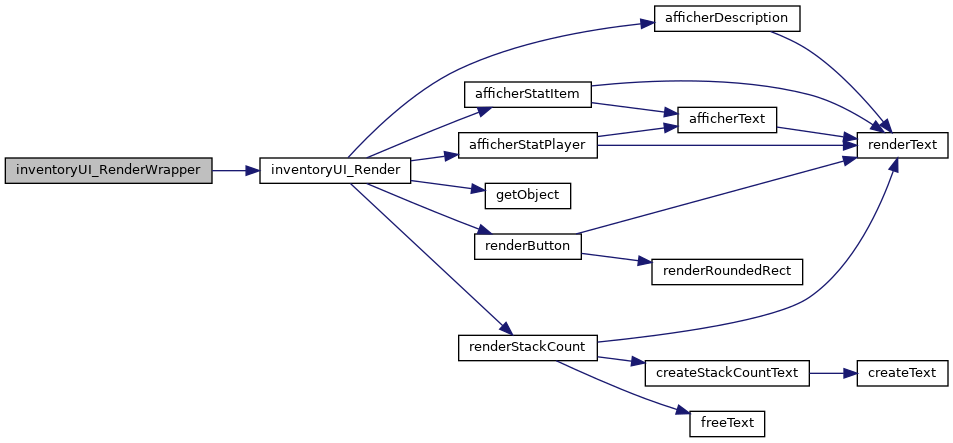 afficherDescription
afficherStatItem
afficherText
renderText
afficherStatPlayer
inventoryUI_RenderWrapper
inventoryUI_Render
getObject
renderButton
renderRoundedRect
renderStackCount
createStackCountText
createText
freeText